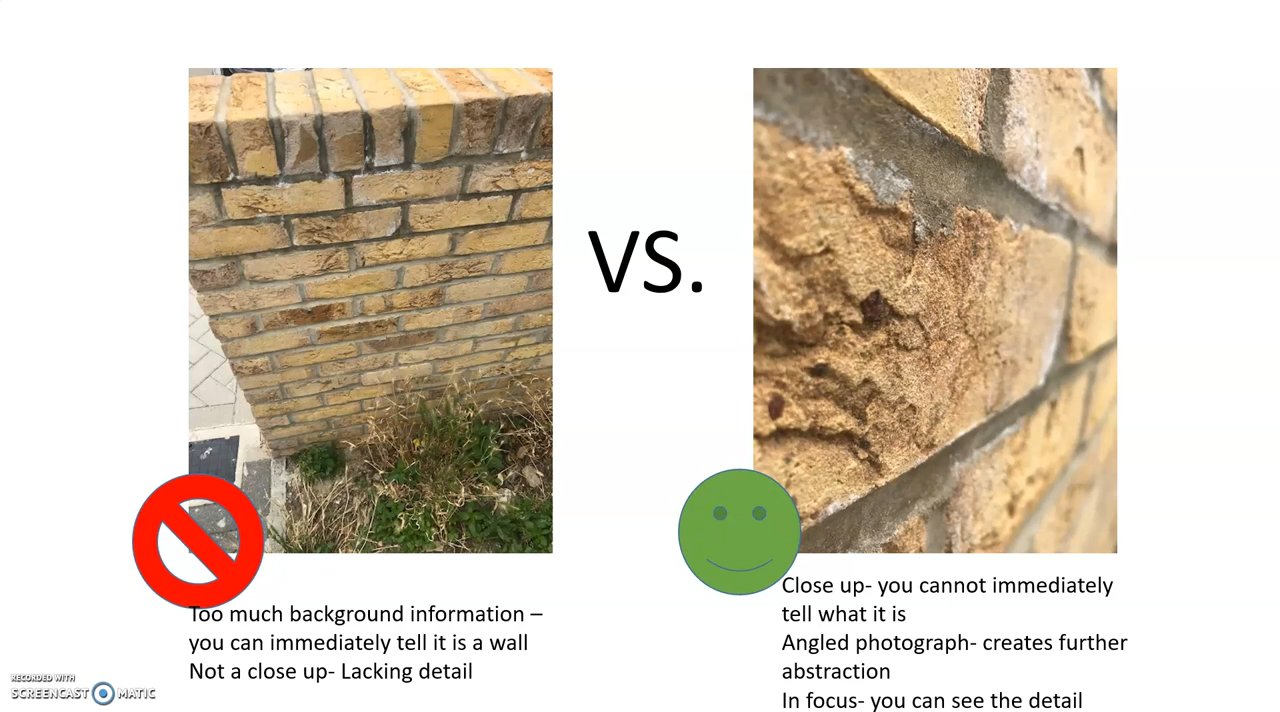 VS.
Too much background information –
you can immediately tell it is a wall
Not a close up- Lacking detail
Close up- you cannot immediately
tell what it is
Angled photograph- creates further
abstraction
In focus- you can see the detail
RECORDED WITH
SCREENCAST MATIC